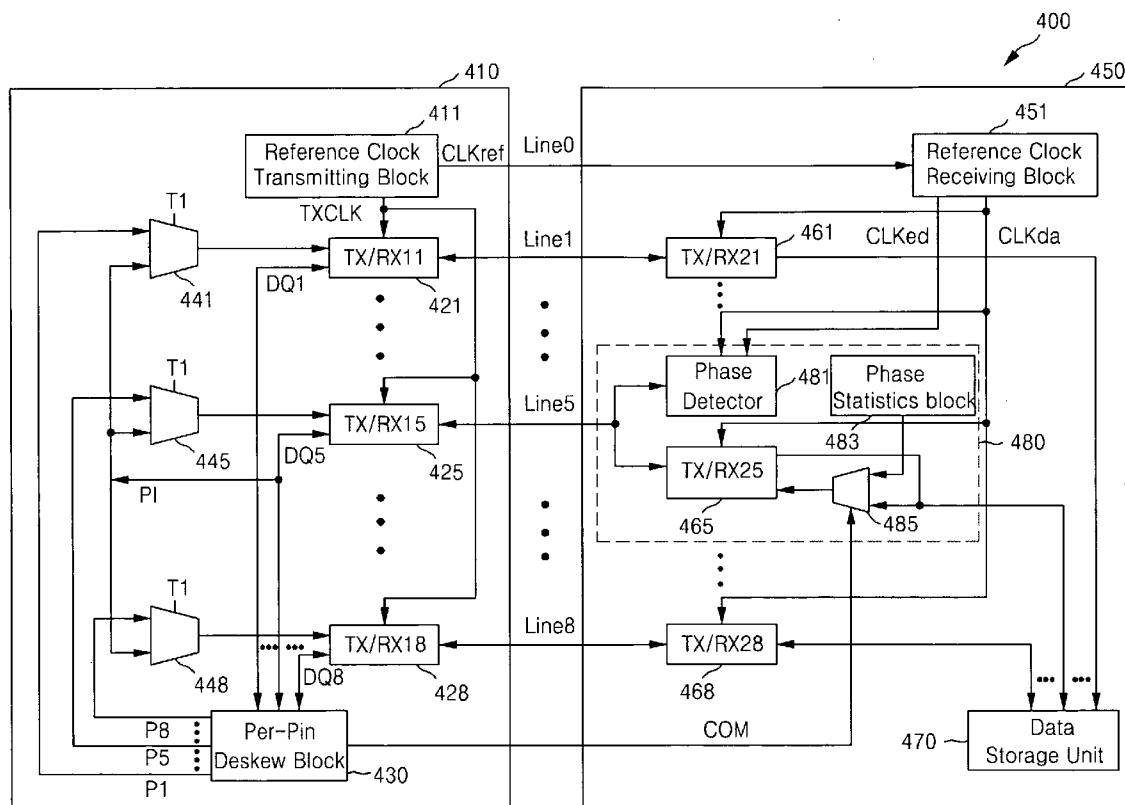 400
410
450
411
451
Reference Clock
Transmitting Block
CLKref
Line0
Reference Clock
Receiving Block
TXCLK
T1
441
TX/RX11
DQ1
421
Line1
TX/RX21
461
CLKed
CLKda
T1
445
TX/RX15
DQ5
425
PI
Line5
Phase
Detector
481
Phase
Statistics block
483
480
TX/RX25
465
485
T1
448
TX/RX18
DQ8
428
Line8
TX/RX28
468
P8
P5
P1
Per-Pin
Deskew Block
430
COM
470
Data
Storage Unit